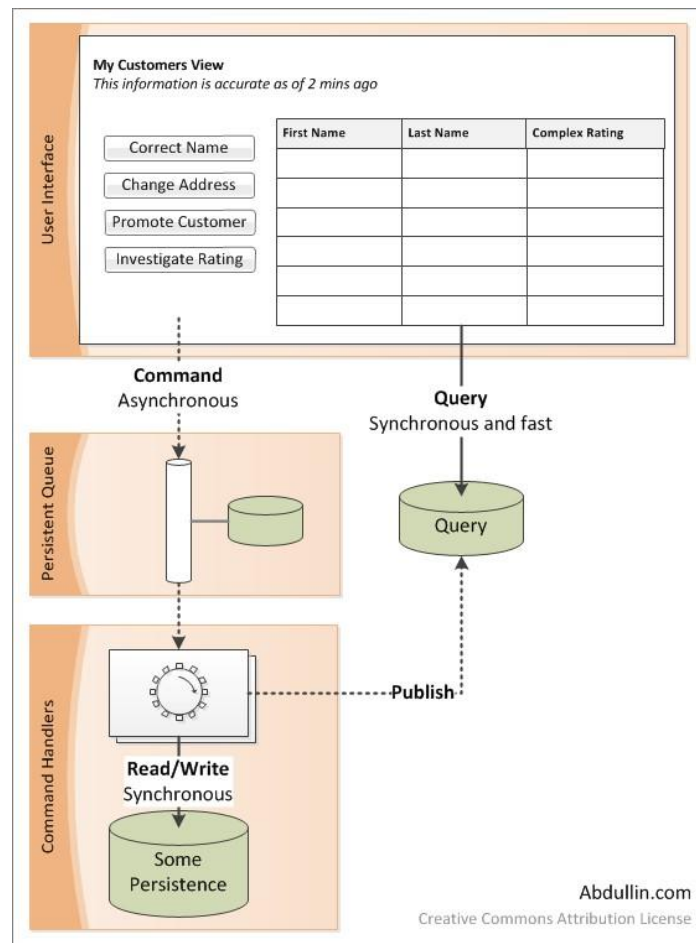 My Customers View
This information is accurate as of 2 mins ago
User Interface
Correct Name
Change Address
Promote Customer
Investigate Rating
First Name
Last Name
Complex Rating
Command
Asynchronous
Query
Synchronous and fast
Persistent Queue
Query
Command Handlers
Publish
Read/Write
Synchronous
Some
Persistence
Abdullin.com
Creative Commons Attribution License